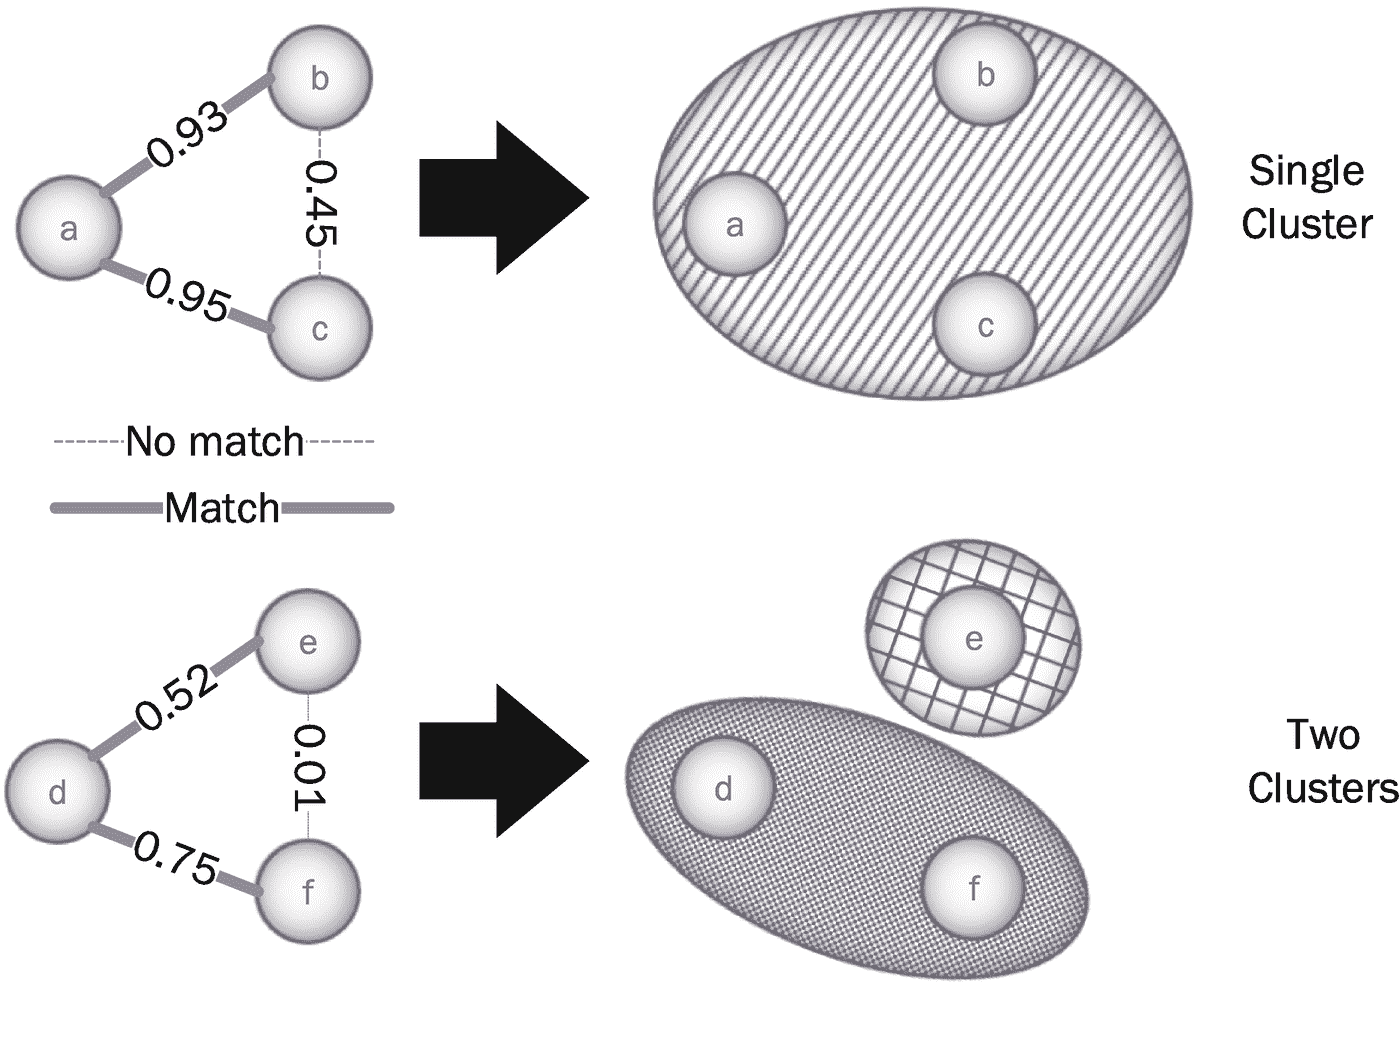 b
0.93
0.45
a
0.95
c
b
a
c
Single
Cluster
No match
Match
e
0.52
0.01
d
0.75
f
e
d
f
Two
Clusters